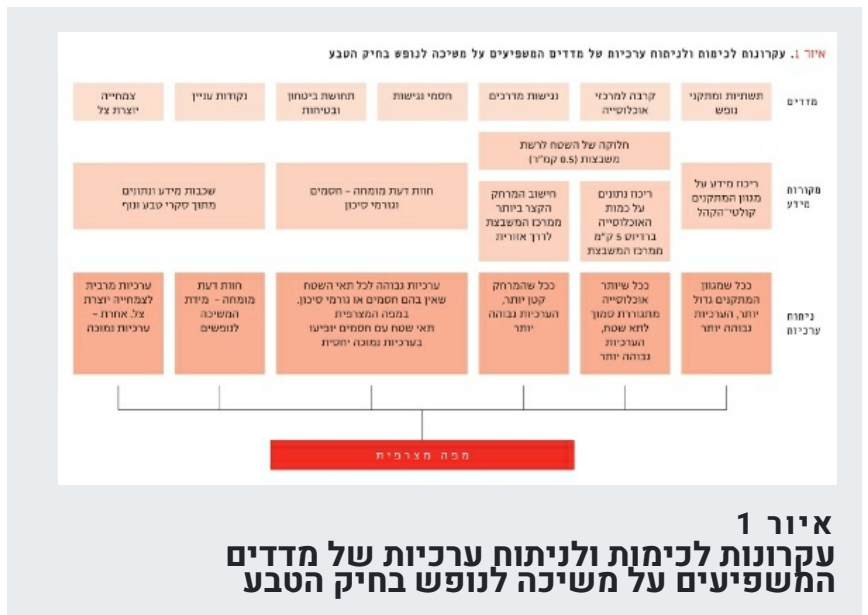 איור 1. עקרונות לכימות ולניתוח ערכיות של מדדים המשפיעים על משיכה לנופש בחיק הטבע
מדדים
תשתיות ומתקני
נופש
קרבה למרכזי
אוכלוסייה
נגישות מדרכים
חסמי נגישות
תחושת ביטחון
ובטיחות
נקודות עניין
צמחייה
יוצרת צל
מקורות
מידע
ריכוז מידע על
מגוון המתקנים
קולטי־הקהל
חלוקה של השטח לרשת
משבצות (0.5 קמ"ר)
ריכוז נתונים
על כמות
האוכלוסייה
ברדיוס 5 ק"מ
ממרכז המשבצת
חישוב המרחק
הקצר ביותר
ממרכז המשבצת
לדרך אזורית
חוות דעת מומחה – חסמים
וגורמי סיכון
שכבות מידע ונתונים
מתוך סקרי טבע ונוף
ניתוח
ערכיות
ככל שמגוון
המתקנים גדול
יותר, הערכיות
גבוהה יותר
ככל שיותר
אוכלוסייה
מתגוררת סמוך
לתא שטח,
הערכיות
גבוהה יותר
ככל שהמרחק
קטן יותר,
הערכיות גבוהה
יותר
ערכיות גבוהה לכל תאי השטח
שאין בהם חסמים או גורמי סיכון.
במפה המצרפית
תאי שטח עם חסמים יופיעו
בערכיות נמוכה יחסית
חוות דעת
מומחה – מידת
המשיכה
לנופשים
ערכיות מרבית
לצמחייה יוצרת
צל. אחרת –
ערכיות נמוכה
מפה מצרפית
איור 1
עקרונות לכימות ולניתוח ערכיות של מדדים
המשפיעים על משיכה לנופש בחיק הטבע